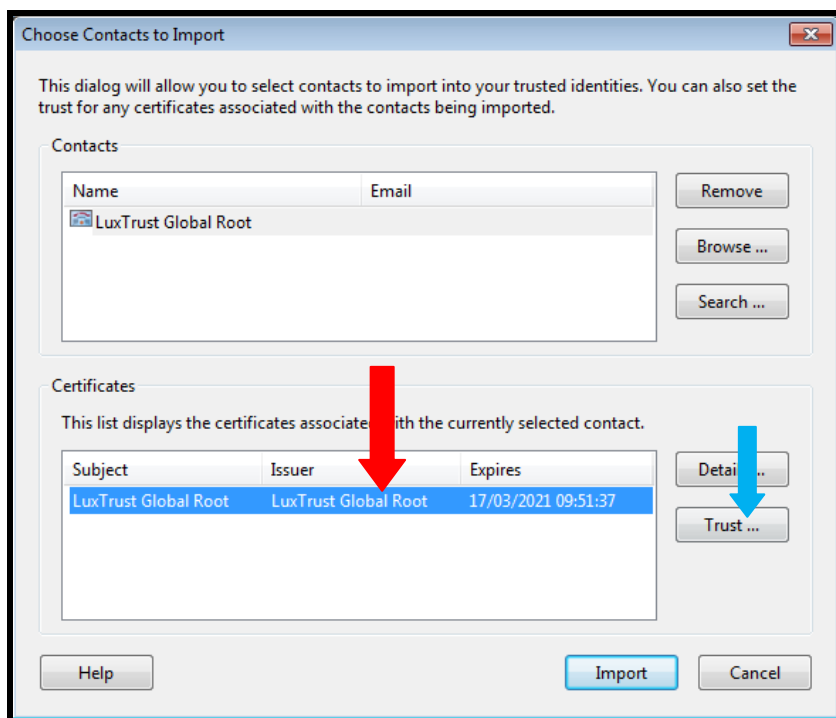 Choose Contacts to Import
This dialog will allow you to select contacts to import into your trusted identities. You can also set the
trust for any certificates associated with the contacts being imported.
Contacts
Name Email
LuxTrust Global Root
Remove
Browse ...
Search ...
Certificates
This list displays the certificates associated with the currently selected contact.
Subject Issuer Expires
LuxTrust Global Root LuxTrust Global Root 17/03/2021 09:51:37
Details ...
Trust ...
Help Import Cancel